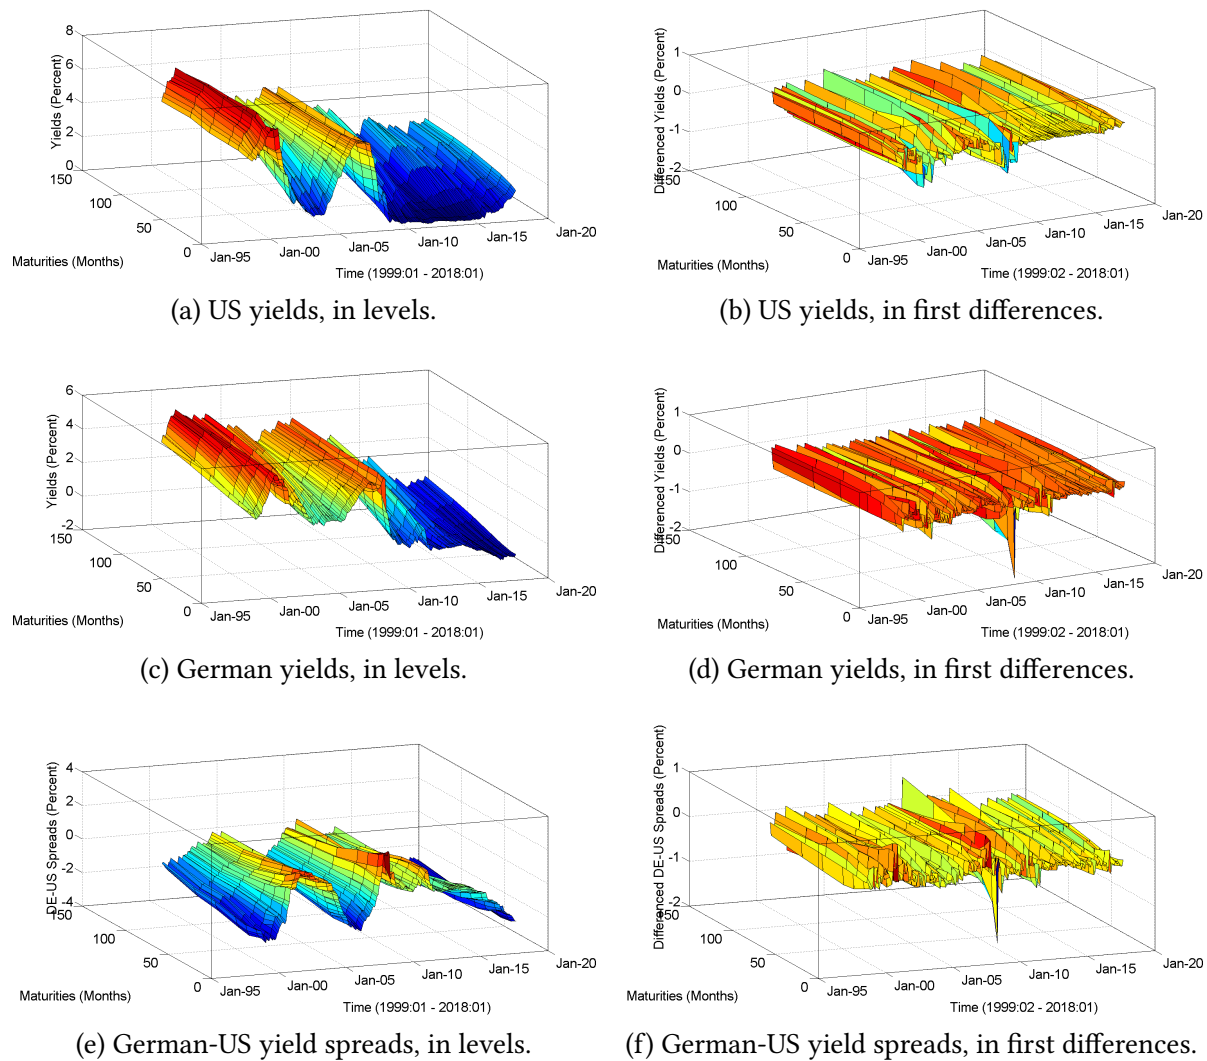 8
6
4
2
0
Yields (Percent)
150
100
50
0
Maturities (Months)
Jan-95
Jan-00
Jan-05
Jan-10
Jan-15
Jan-20
Time (1999:01 - 2018:01)
(a) US yields, in levels.
1
0
-1
-2
Differenced Yields (Percent)
150
100
50
0
Maturities (Months)
Jan-95
Jan-00
Jan-05
Jan-10
Jan-15
Jan-20
Time (1999:02 - 2018:01)
(b) US yields, in first differences.
6
4
2
0
-2
Yields (Percent)
150
100
50
0
Maturities (Months)
Jan-95
Jan-00
Jan-05
Jan-10
Jan-15
Jan-20
Time (1999:01 - 2018:01)
(c) German yields, in levels.
1
0
-1
-2
Differenced Yields (Percent)
150
100
50
0
Maturities (Months)
Jan-95
Jan-00
Jan-05
Jan-10
Jan-15
Jan-20
Time (1999:02 - 2018:01)
(d) German yields, in first differences.
4
2
0
-2
-4
DE-US Spreads (Percent)
150
100
50
0
Maturities (Months)
Jan-95
Jan-00
Jan-05
Jan-10
Jan-15
Jan-20
Time (1999:01 - 2018:01)
(e) German-US yield spreads, in levels.
1
0
-1
-2
Differenced DE-US Spreads (Percent)
150
100
50
0
Maturities (Months)
Jan-95
Jan-00
Jan-05
Jan-10
Jan-15
Jan-20
Time (1999:02 - 2018:01)
(f) German-US yield spreads, in first differences.